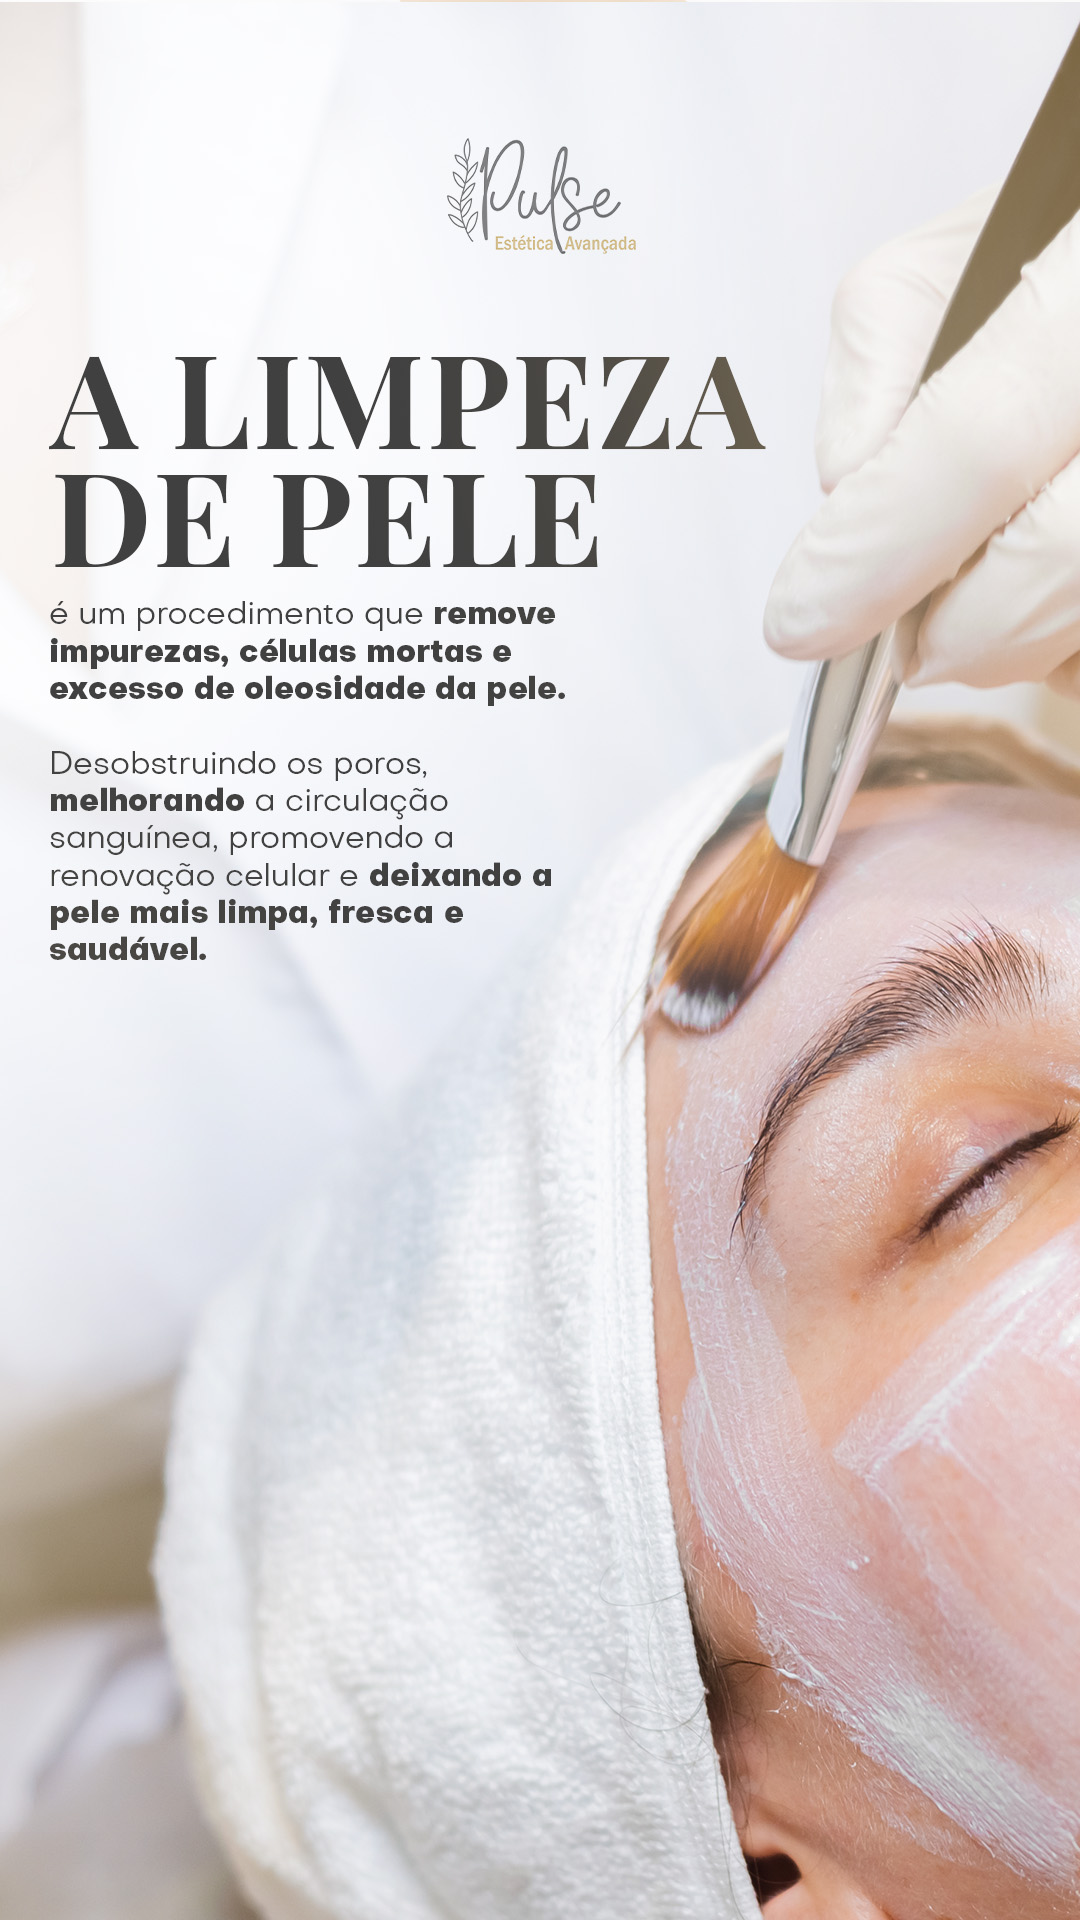 Pulse
Estética Avançada
A LIMPEZA
DE PELE
é um procedimento que remove
impurezas, células mortas e
excesso de oleosidade da pele.
Desobstruindo os poros,
melhorando a circulação
sanguínea, promovendo a
renovação celular e deixando a
pele mais limpa, fresca e
saudável.